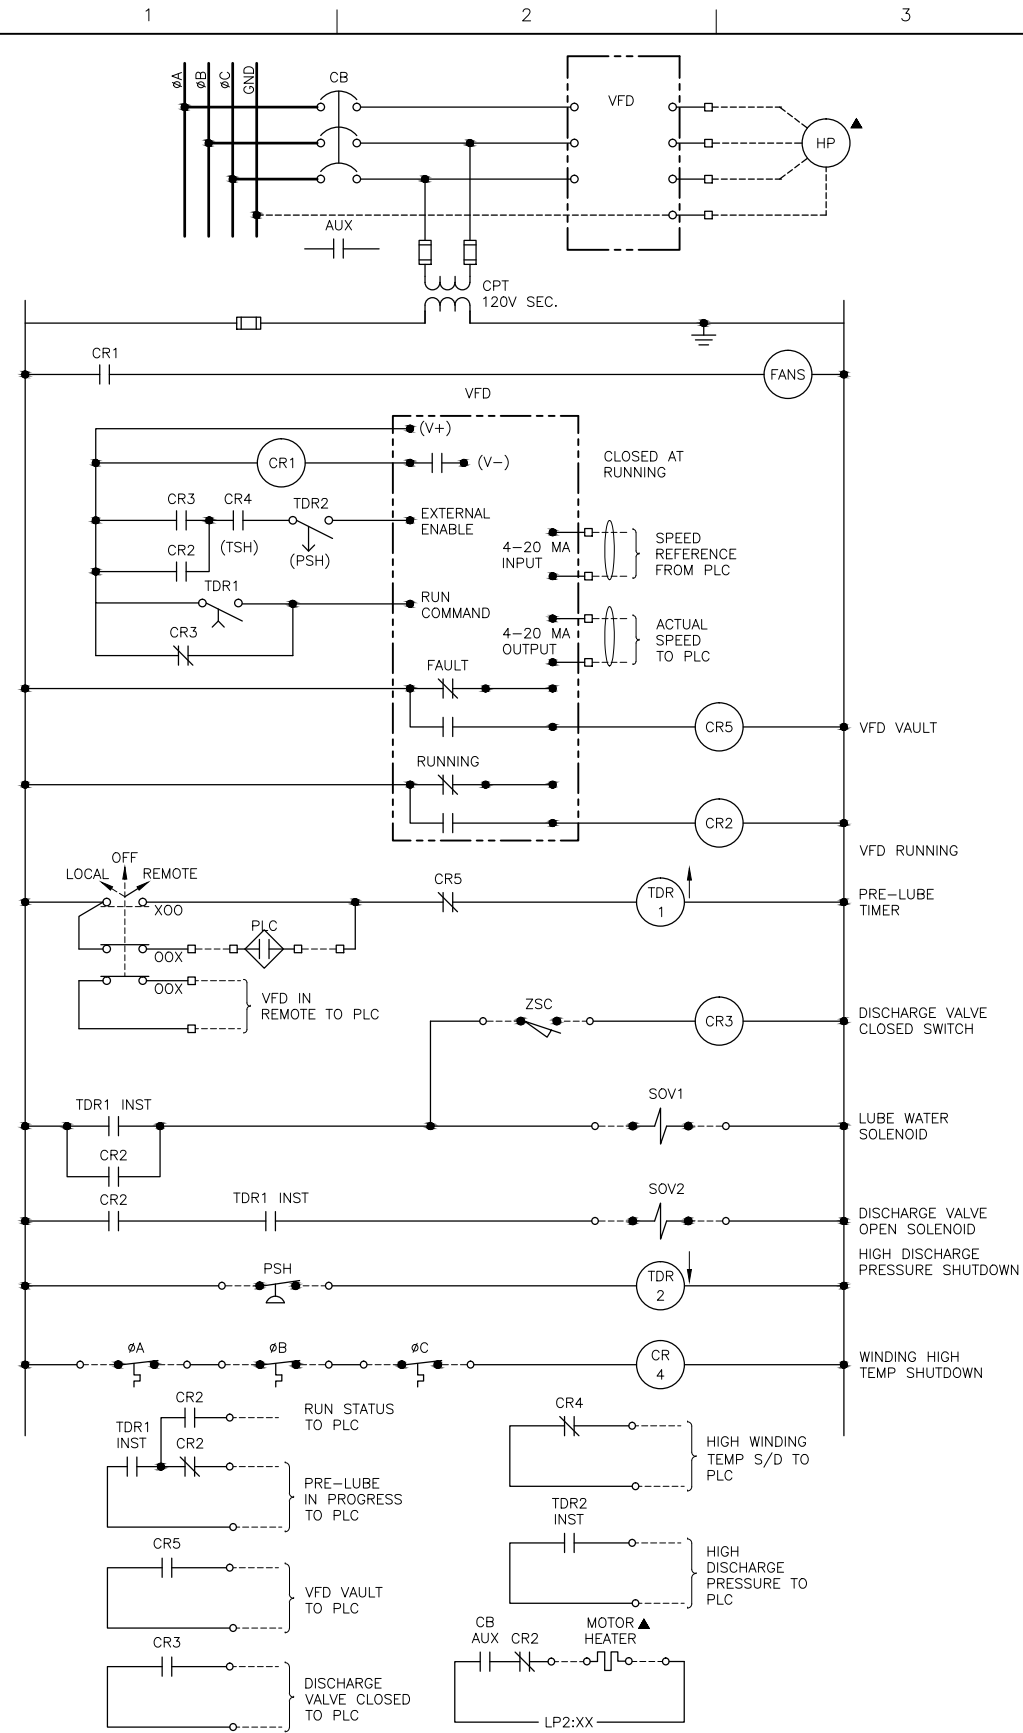 1 2 3
ØA ØB ØC GND
CB
VFD
HP
AUX
CPT
120V SEC.
CR1
FANS
VFD
(V+)
CR1
(V-)
CLOSED AT
RUNNING
CR3 CR4 TDR2
EXTERNAL
ENABLE
(TSH)
(PSH)
CR2
4-20 MA
INPUT
SPEED
REFERENCE
FROM PLC
TDR1
RUN
COMMAND
CR3
4-20 MA
OUTPUT
ACTUAL
SPEED
TO PLC
FAULT
CR5
VFD VAULT
RUNNING
CR2
VFD RUNNING
OFF
LOCAL REMOTE
XOO
CR5
TDR
1
PRE-LUBE
TIMER
PLC
OOX
OOX
VFD IN
REMOTE TO PLC
ZSC
CR3
DISCHARGE VALVE
CLOSED SWITCH
TDR1 INST
SOV1
LUBE WATER
SOLENOID
CR2
CR2
TDR1 INST
SOV2
DISCHARGE VALVE
OPEN SOLENOID
HIGH DISCHARGE
PRESSURE SHUTDOWN
PSH
TDR
2
ØA ØB ØC
CR
4
WINDING HIGH
TEMP SHUTDOWN
CR2
RUN STATUS
TO PLC
TDR1
INST
CR2
PRE-LUBE
IN PROGRESS
TO PLC
CR5
VFD VAULT
TO PLC
CR3
DISCHARGE
VALVE CLOSED
TO PLC
CR4
HIGH WINDING
TEMP S/D TO
PLC
TDR2
INST
HIGH
DISCHARGE
PRESSURE TO
PLC
CB
AUX
CR2
MOTOR
HEATER
LP2:XX